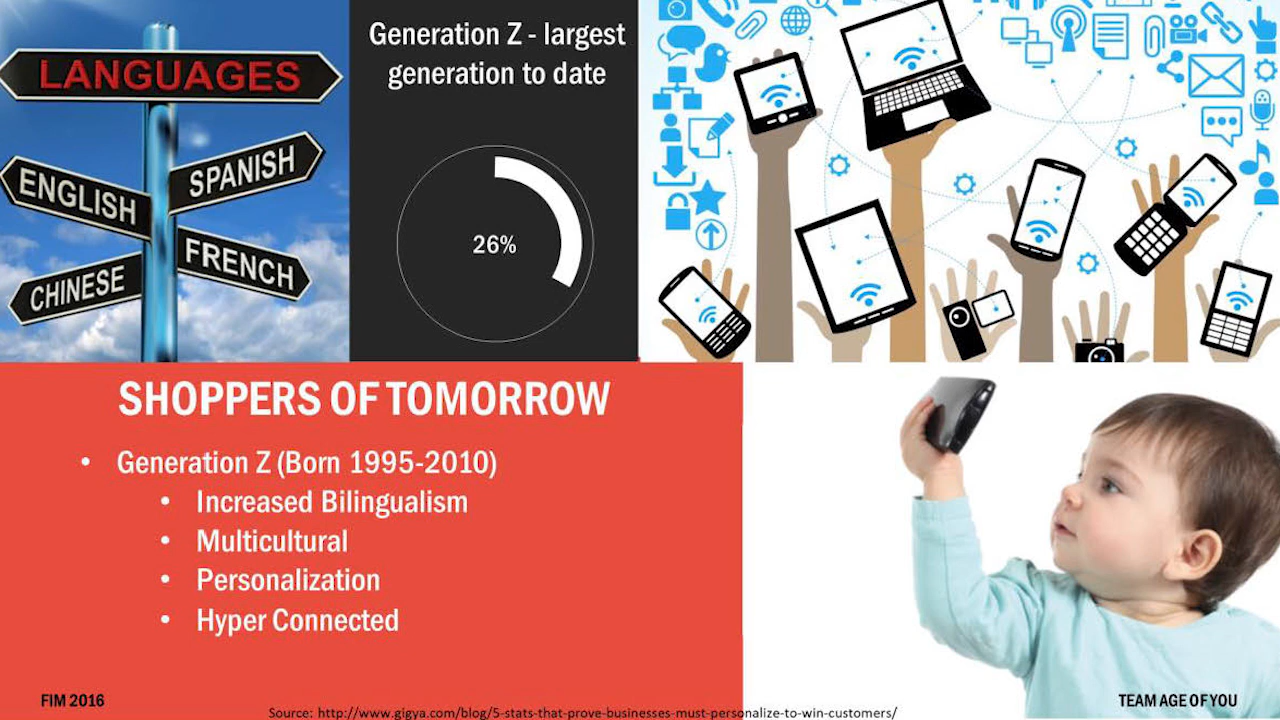 LANGUAGES
SPANISH
ENGLISH
FRENCH
CHINESE
Generation Z - largest
generation to date
26%
SHOPPERS OF TOMORROW
• Generation Z (Born 1995-2010)
• Increased Bilingualism
• Multicultural
• Personalization
• Hyper Connected
FIM 2016
TEAM AGE OF YOU
Source: http://www.gigya.com/blog/5-stats-that-prove-businesses-must-personalize-to-win-customers/